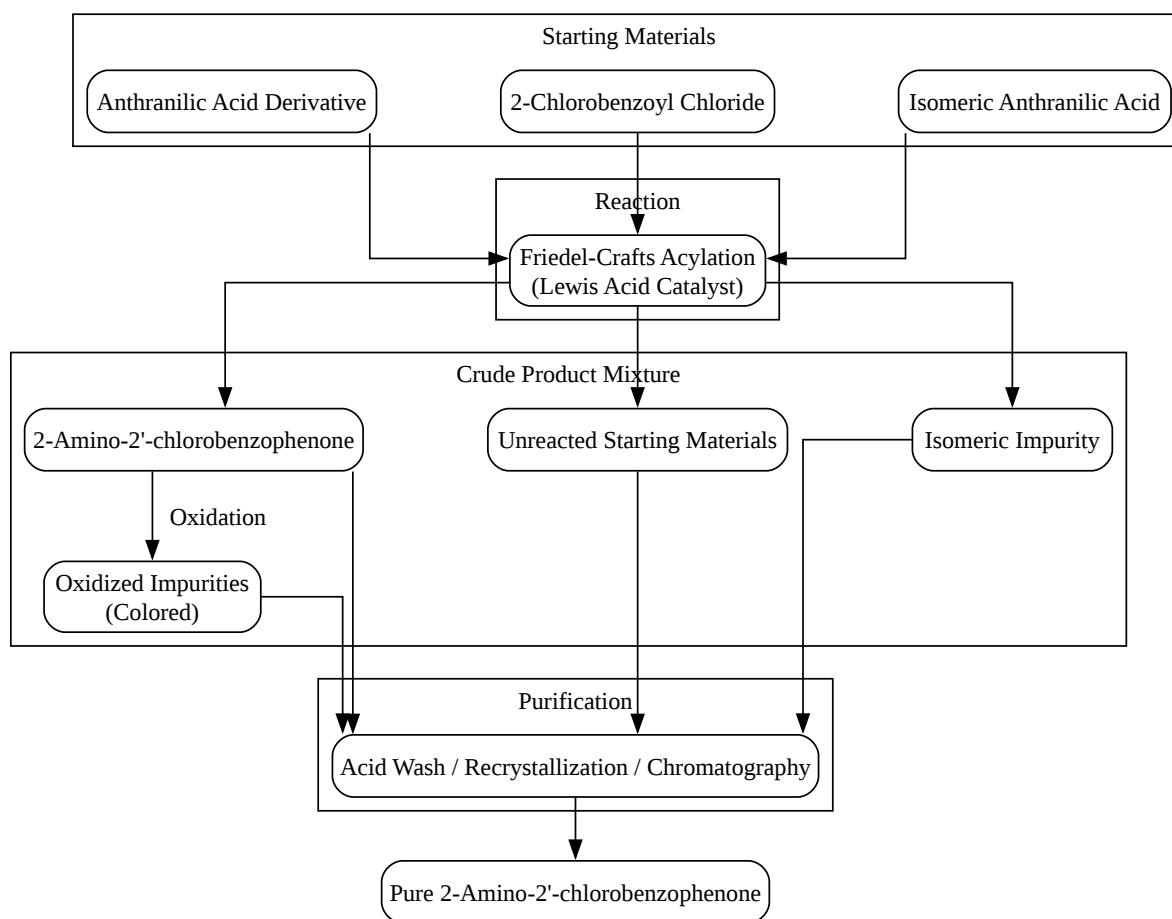 Starting Materials
Anthranilic Acid Derivative
2-Chlorobenzoyl Chloride
Isomeric Anthranilic Acid
Reaction
Friedel-Crafts Acylation
(Lewis Acid Catalyst)
Crude Product Mixture
2-Amino-2'-chlorobenzophenone
Unreacted Starting Materials
Isomeric Impurity
Oxidation
Oxidized Impurities
(Colored)
Purification
Acid Wash / Recrystallization / Chromatography
Pure 2-Amino-2'-chlorobenzophenone